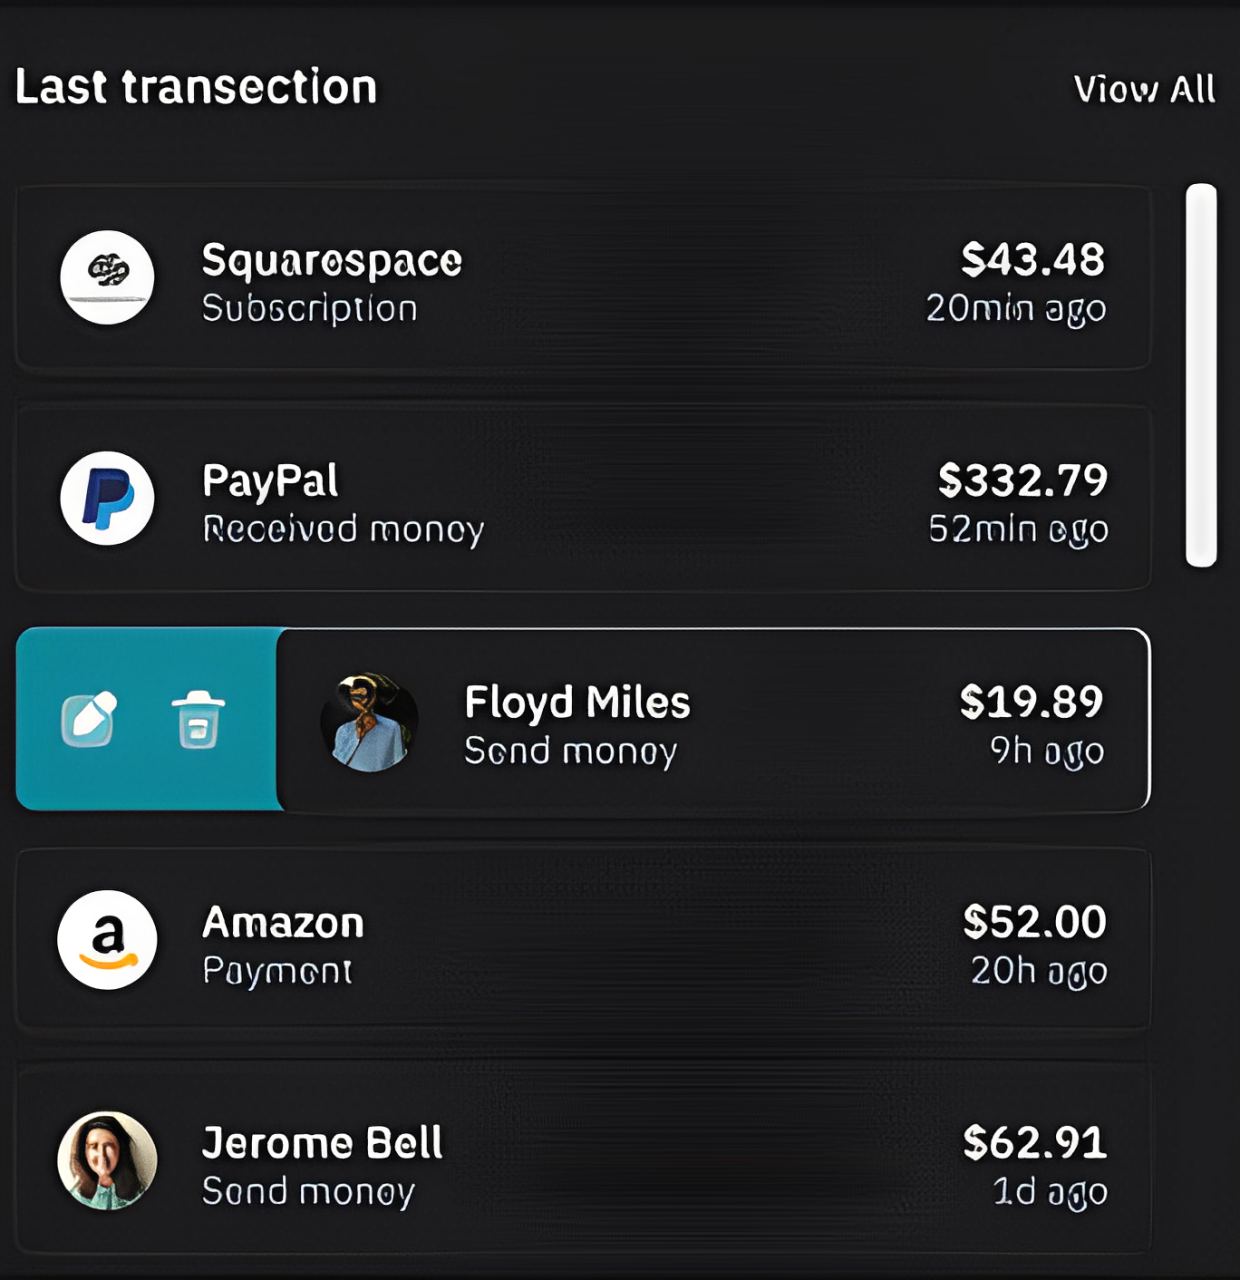 Last transection
View All
Squarespace
$43.48
Subscription
20min ago
PayPal
$332.79
Received money
52min ago
Floyd Miles
$19.89
Send money
9h ago
a
Amazon
$52.00
Payment
20h ago
Jerome Bell
$62.91
Send money
1d ago